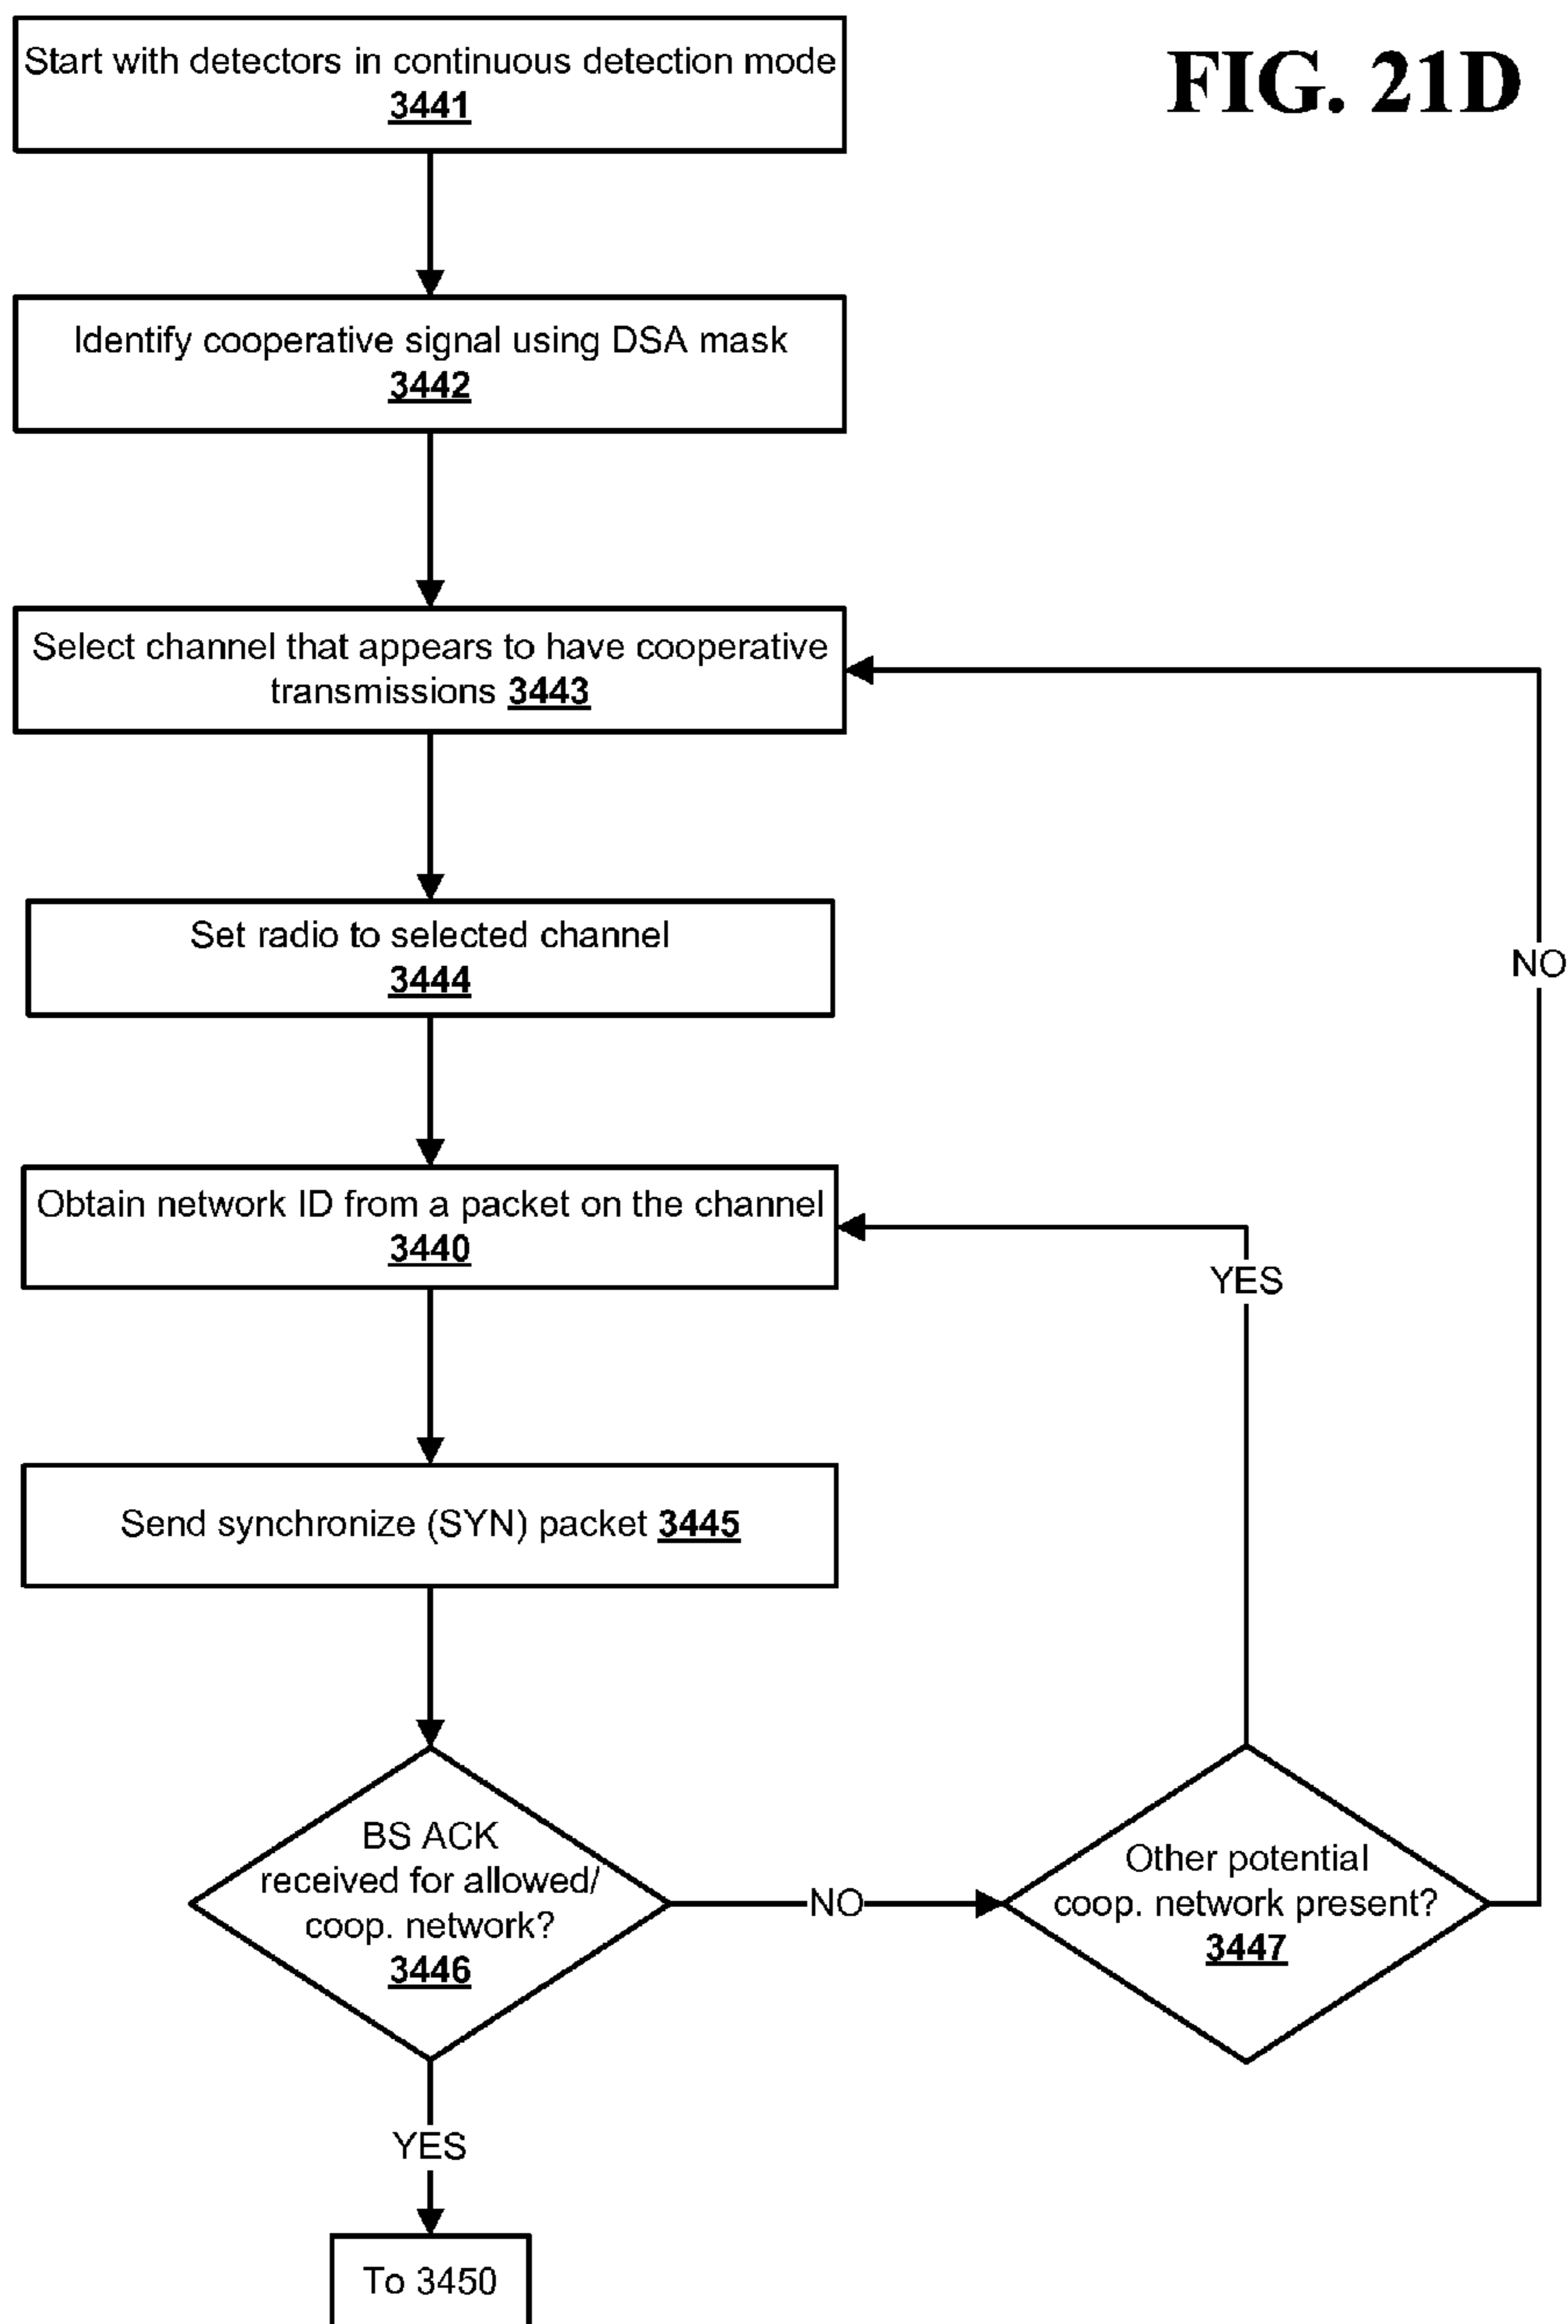 FIG. 21D
Start with detectors in continuous detection mode
3441
Identify cooperative signal using DSA mask
3442
Select channel that appears to have cooperative
transmissions 3443
Set radio to selected channel
3444
NO
Obtain network ID from a packet on the channel
3440
YES
Send synchronize (SYN) packet 3445
BS ACK
received for allowed/
coop. network?
3446
NO
Other potential
coop. network present?
3447
YES
To 3450